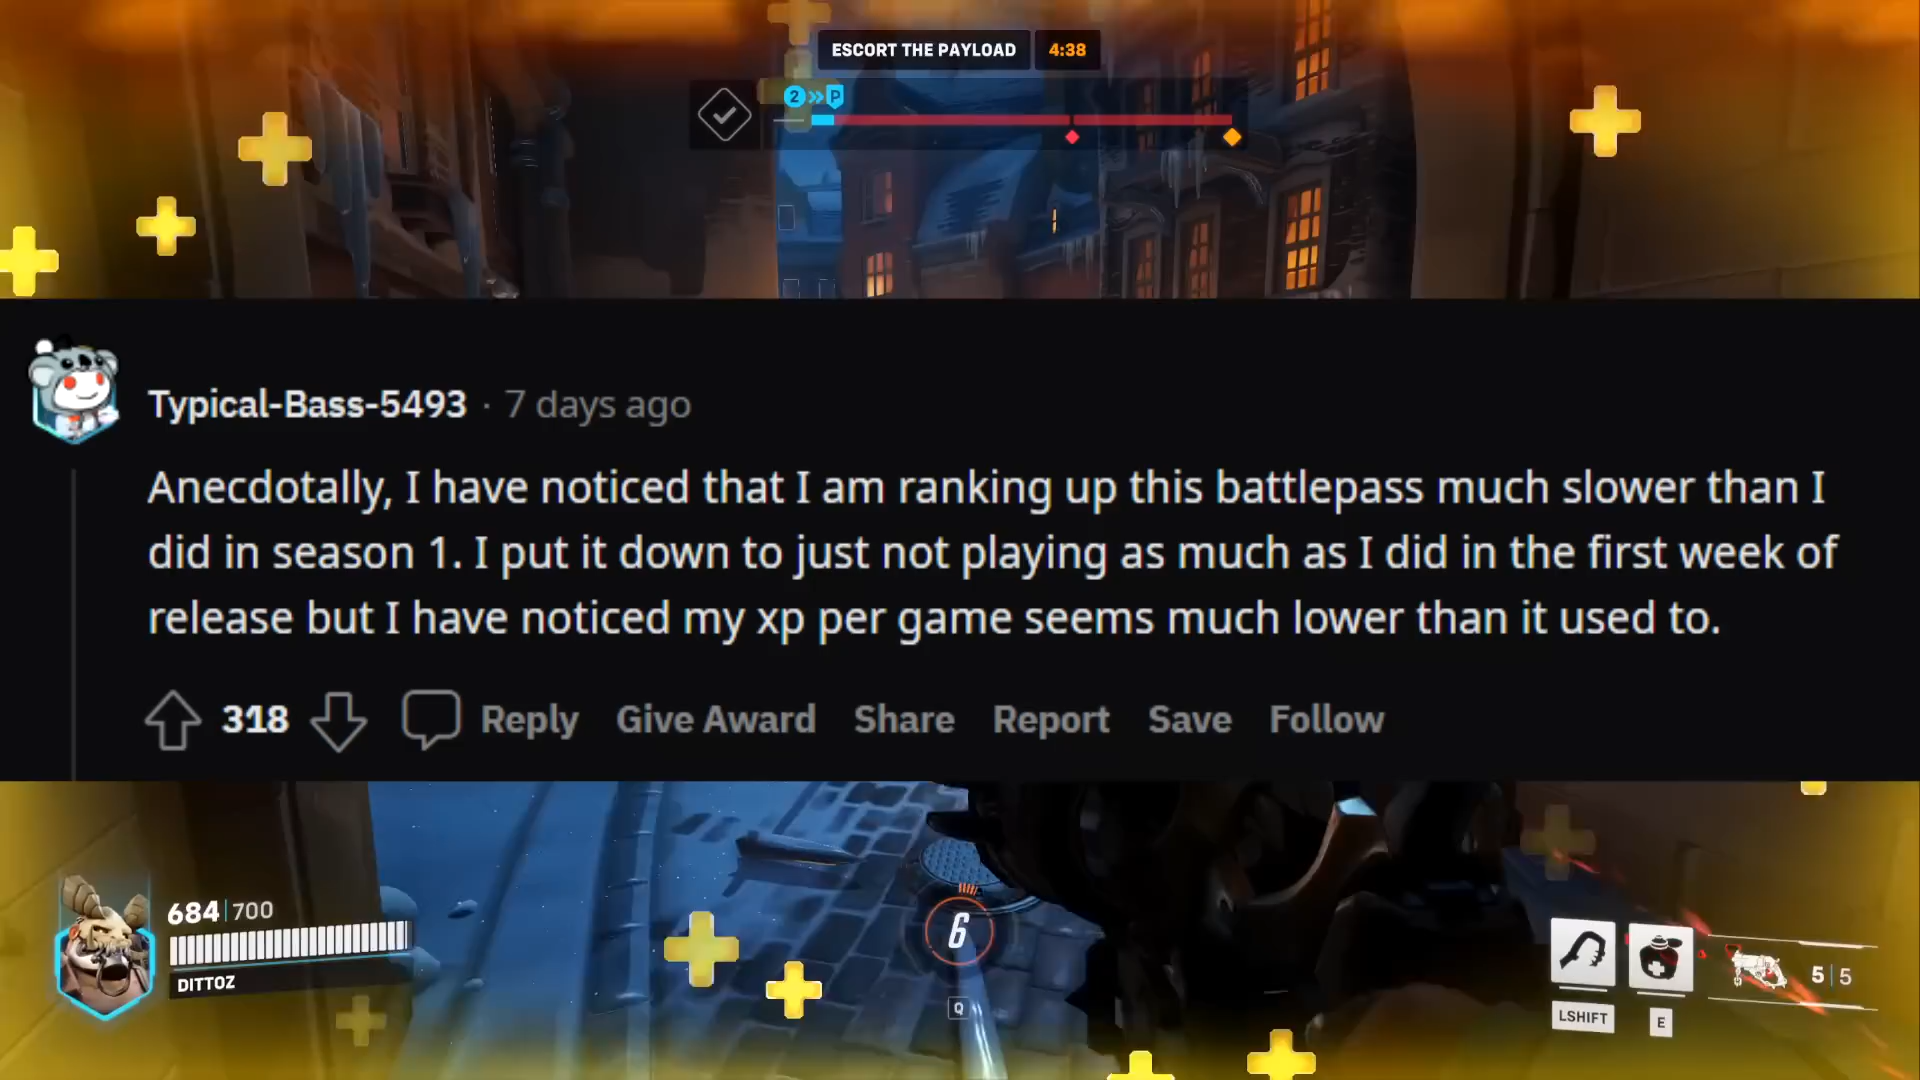 ESCORT THE PAYLOAD 4:38
2 P
Typical-Bass-5493 · 7 days ago
Anecdotally, I have noticed that I am ranking up this battlepass much slower than I
did in season 1. I put it down to just not playing as much as I did in the first week of
release but I have noticed my xp per game seems much lower than it used to.
318 Reply Give Award Share Report Save Follow
684|700
DITTOZ
6
Q
5|5
LSHIFT
E